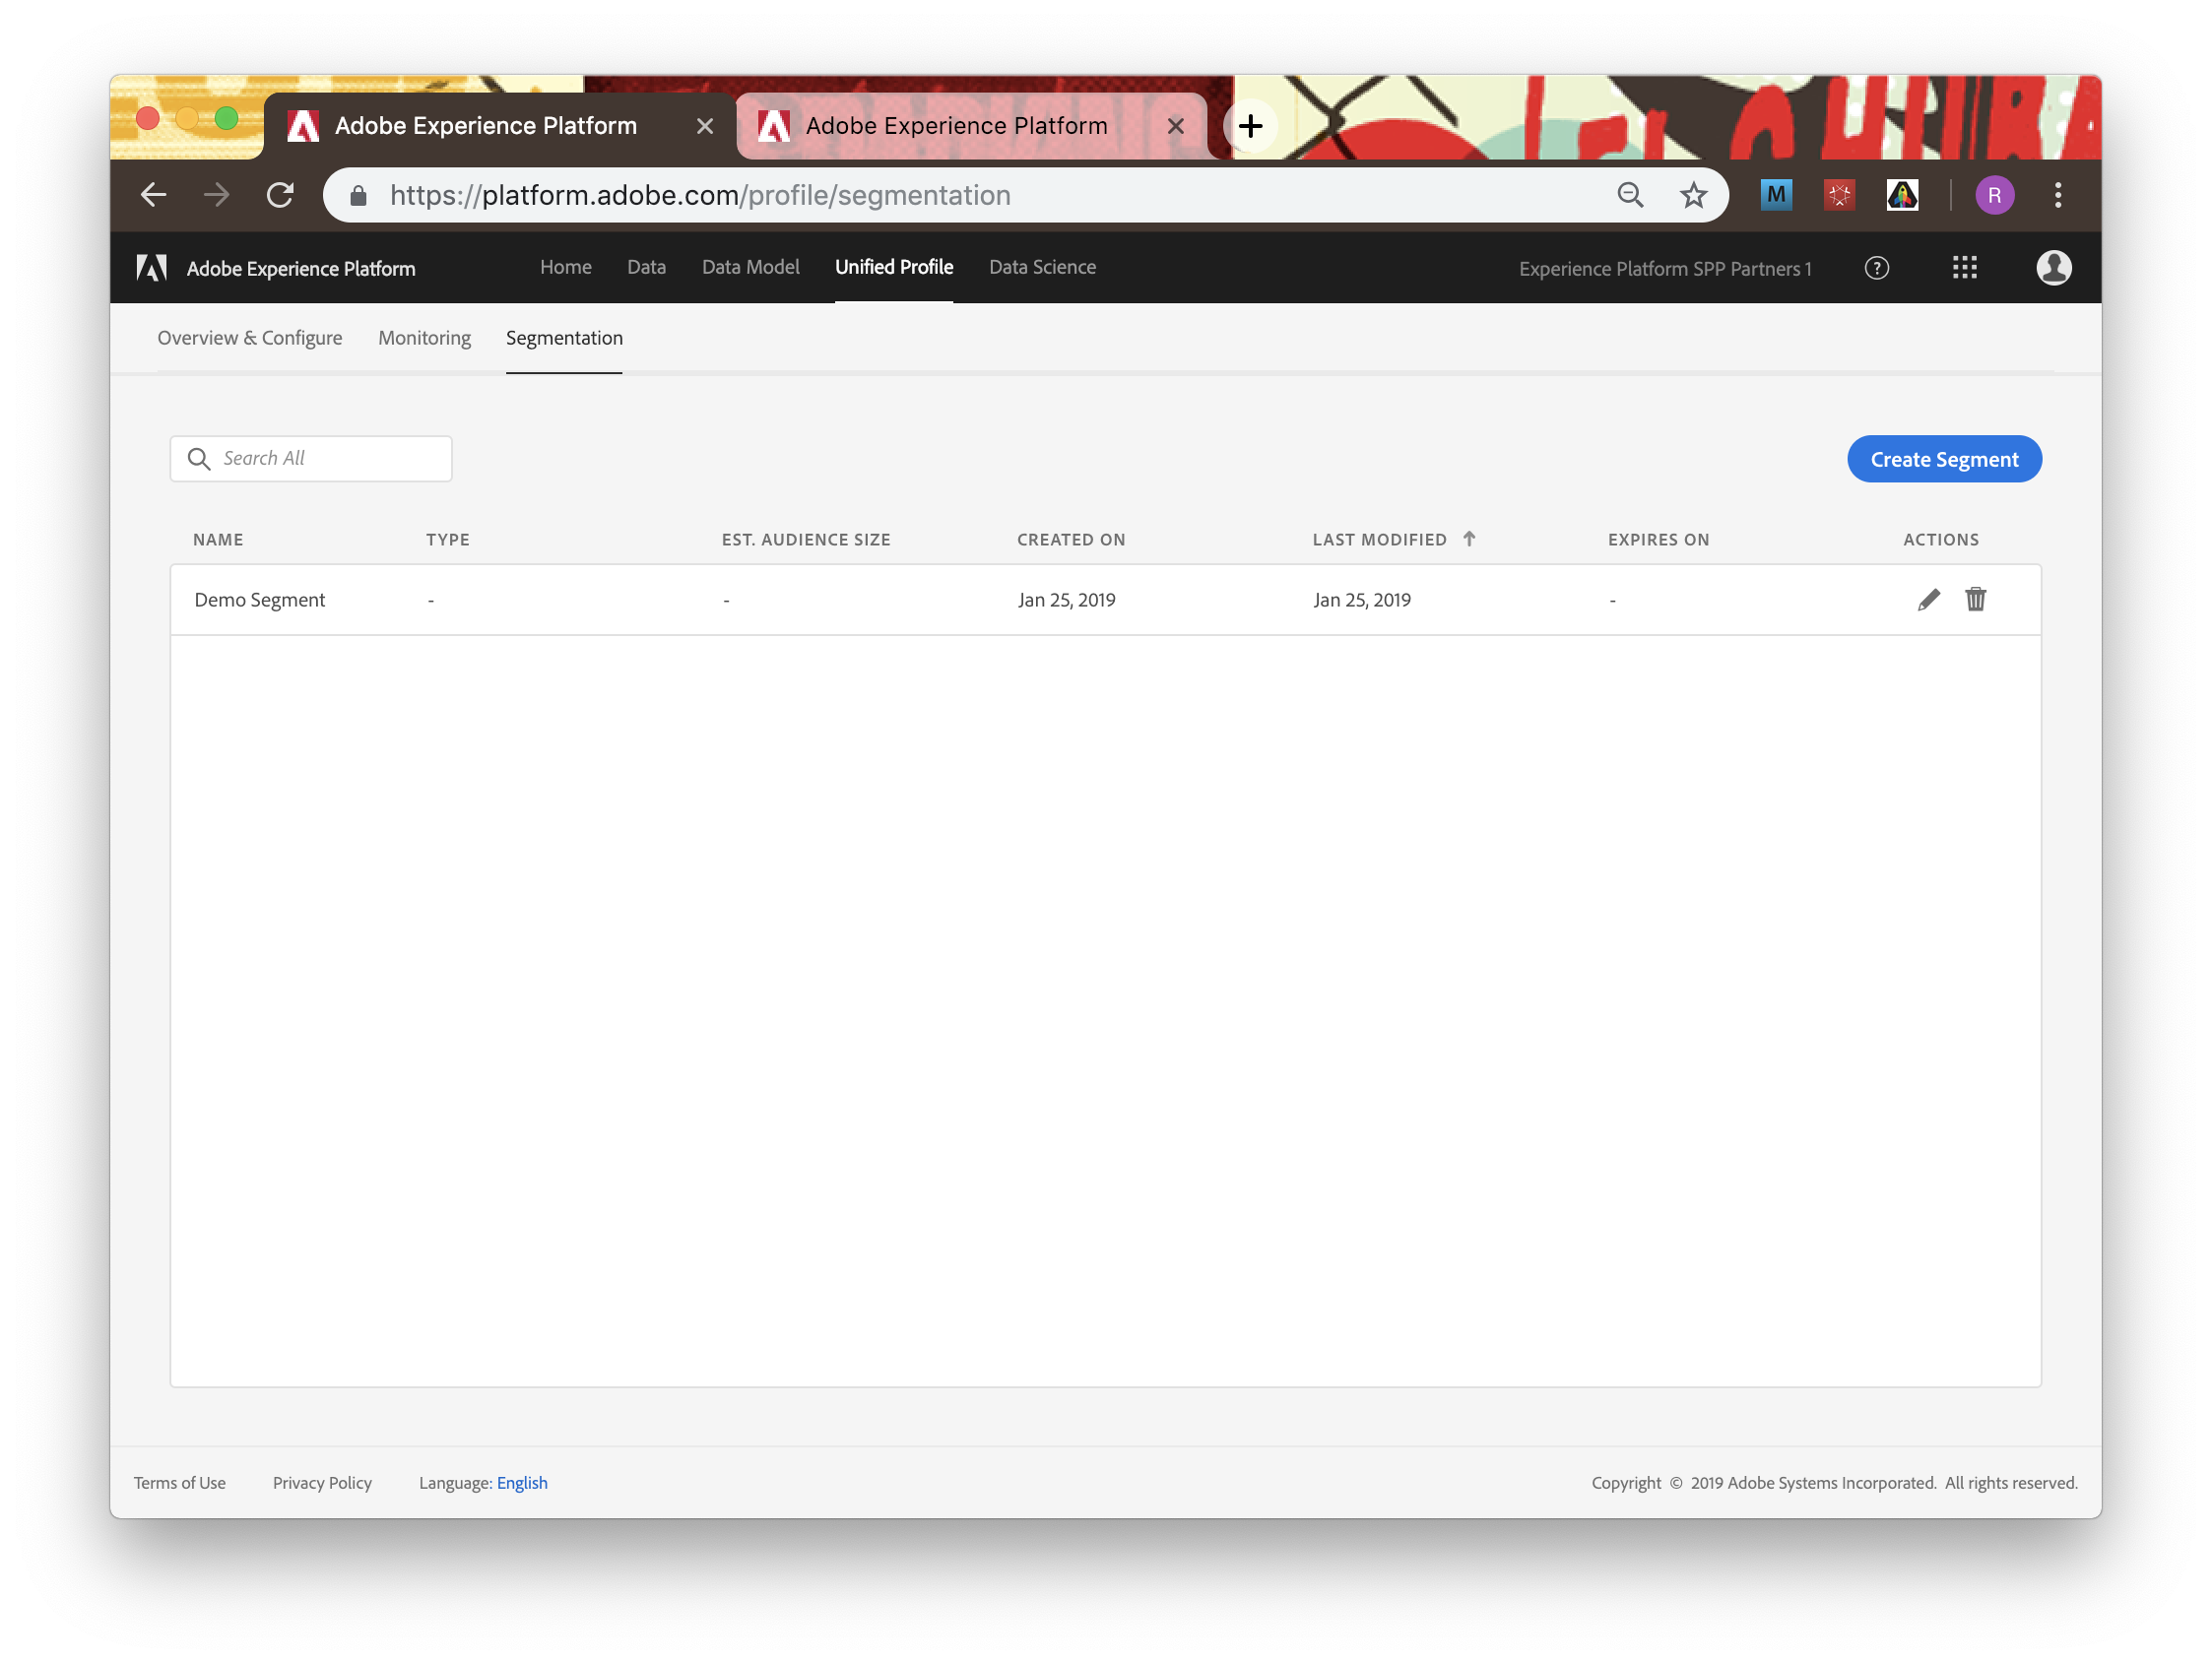 Adobe Experience Platform
Adobe Experience Platform
https://platform.adobe.com/profile/segmentation
M
R
Adobe Experience Platform
Home Data Data Model Unified Profile Data Science
Experience Platform SPP Partners 1
Overview & Configure Monitoring Segmentation
Search All
Create Segment
NAME TYPE EST. AUDIENCE SIZE CREATED ON LAST MODIFIED EXPIRES ON ACTIONS
Demo Segment - - Jan 25, 2019 Jan 25, 2019 -
Terms of Use Privacy Policy Language: English
Copyright © 2019 Adobe Systems Incorporated. All rights reserved.